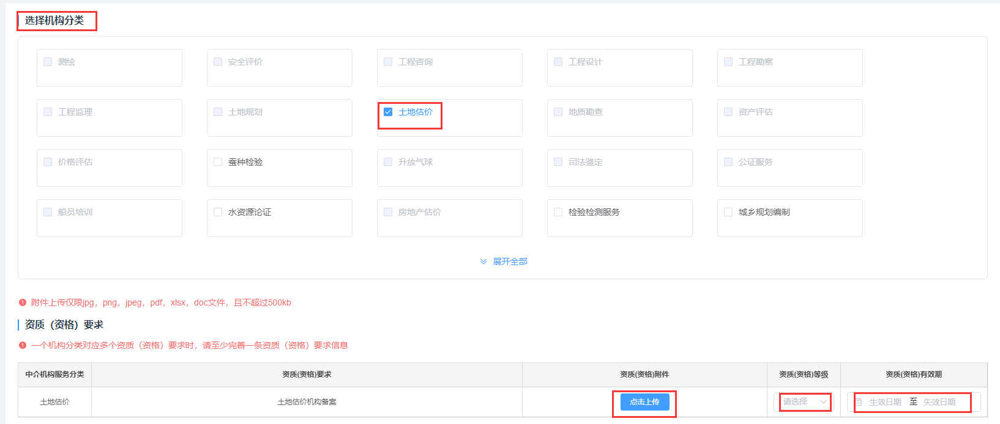 选择机构分类
测绘 安全评价 工程咨询 工程设计 工程勘察
工程监理 土地规划 土地估价 地质勘查 资产评估
价格评估 蚕种检验 升放气球 司法鉴定 公证服务
船员培训 水资源论证 房地产估价 检验检测服务 城乡规划编制
展开全部
附件上传仅限jpg，png，jpeg，pdf，xlsx，doc文件，且不超过500kb
资质（资格）要求
一个机构分类对应多个资质（资格）要求时，请至少完善一条资质（资格）要求信息
中介机构服务分类 资质(资格)要求 资质(资格)附件 资质(资格)等级 资质(资格)有效期
土地估价 土地估价机构备案 点击上传 请选择 生效日期 至 失效日期